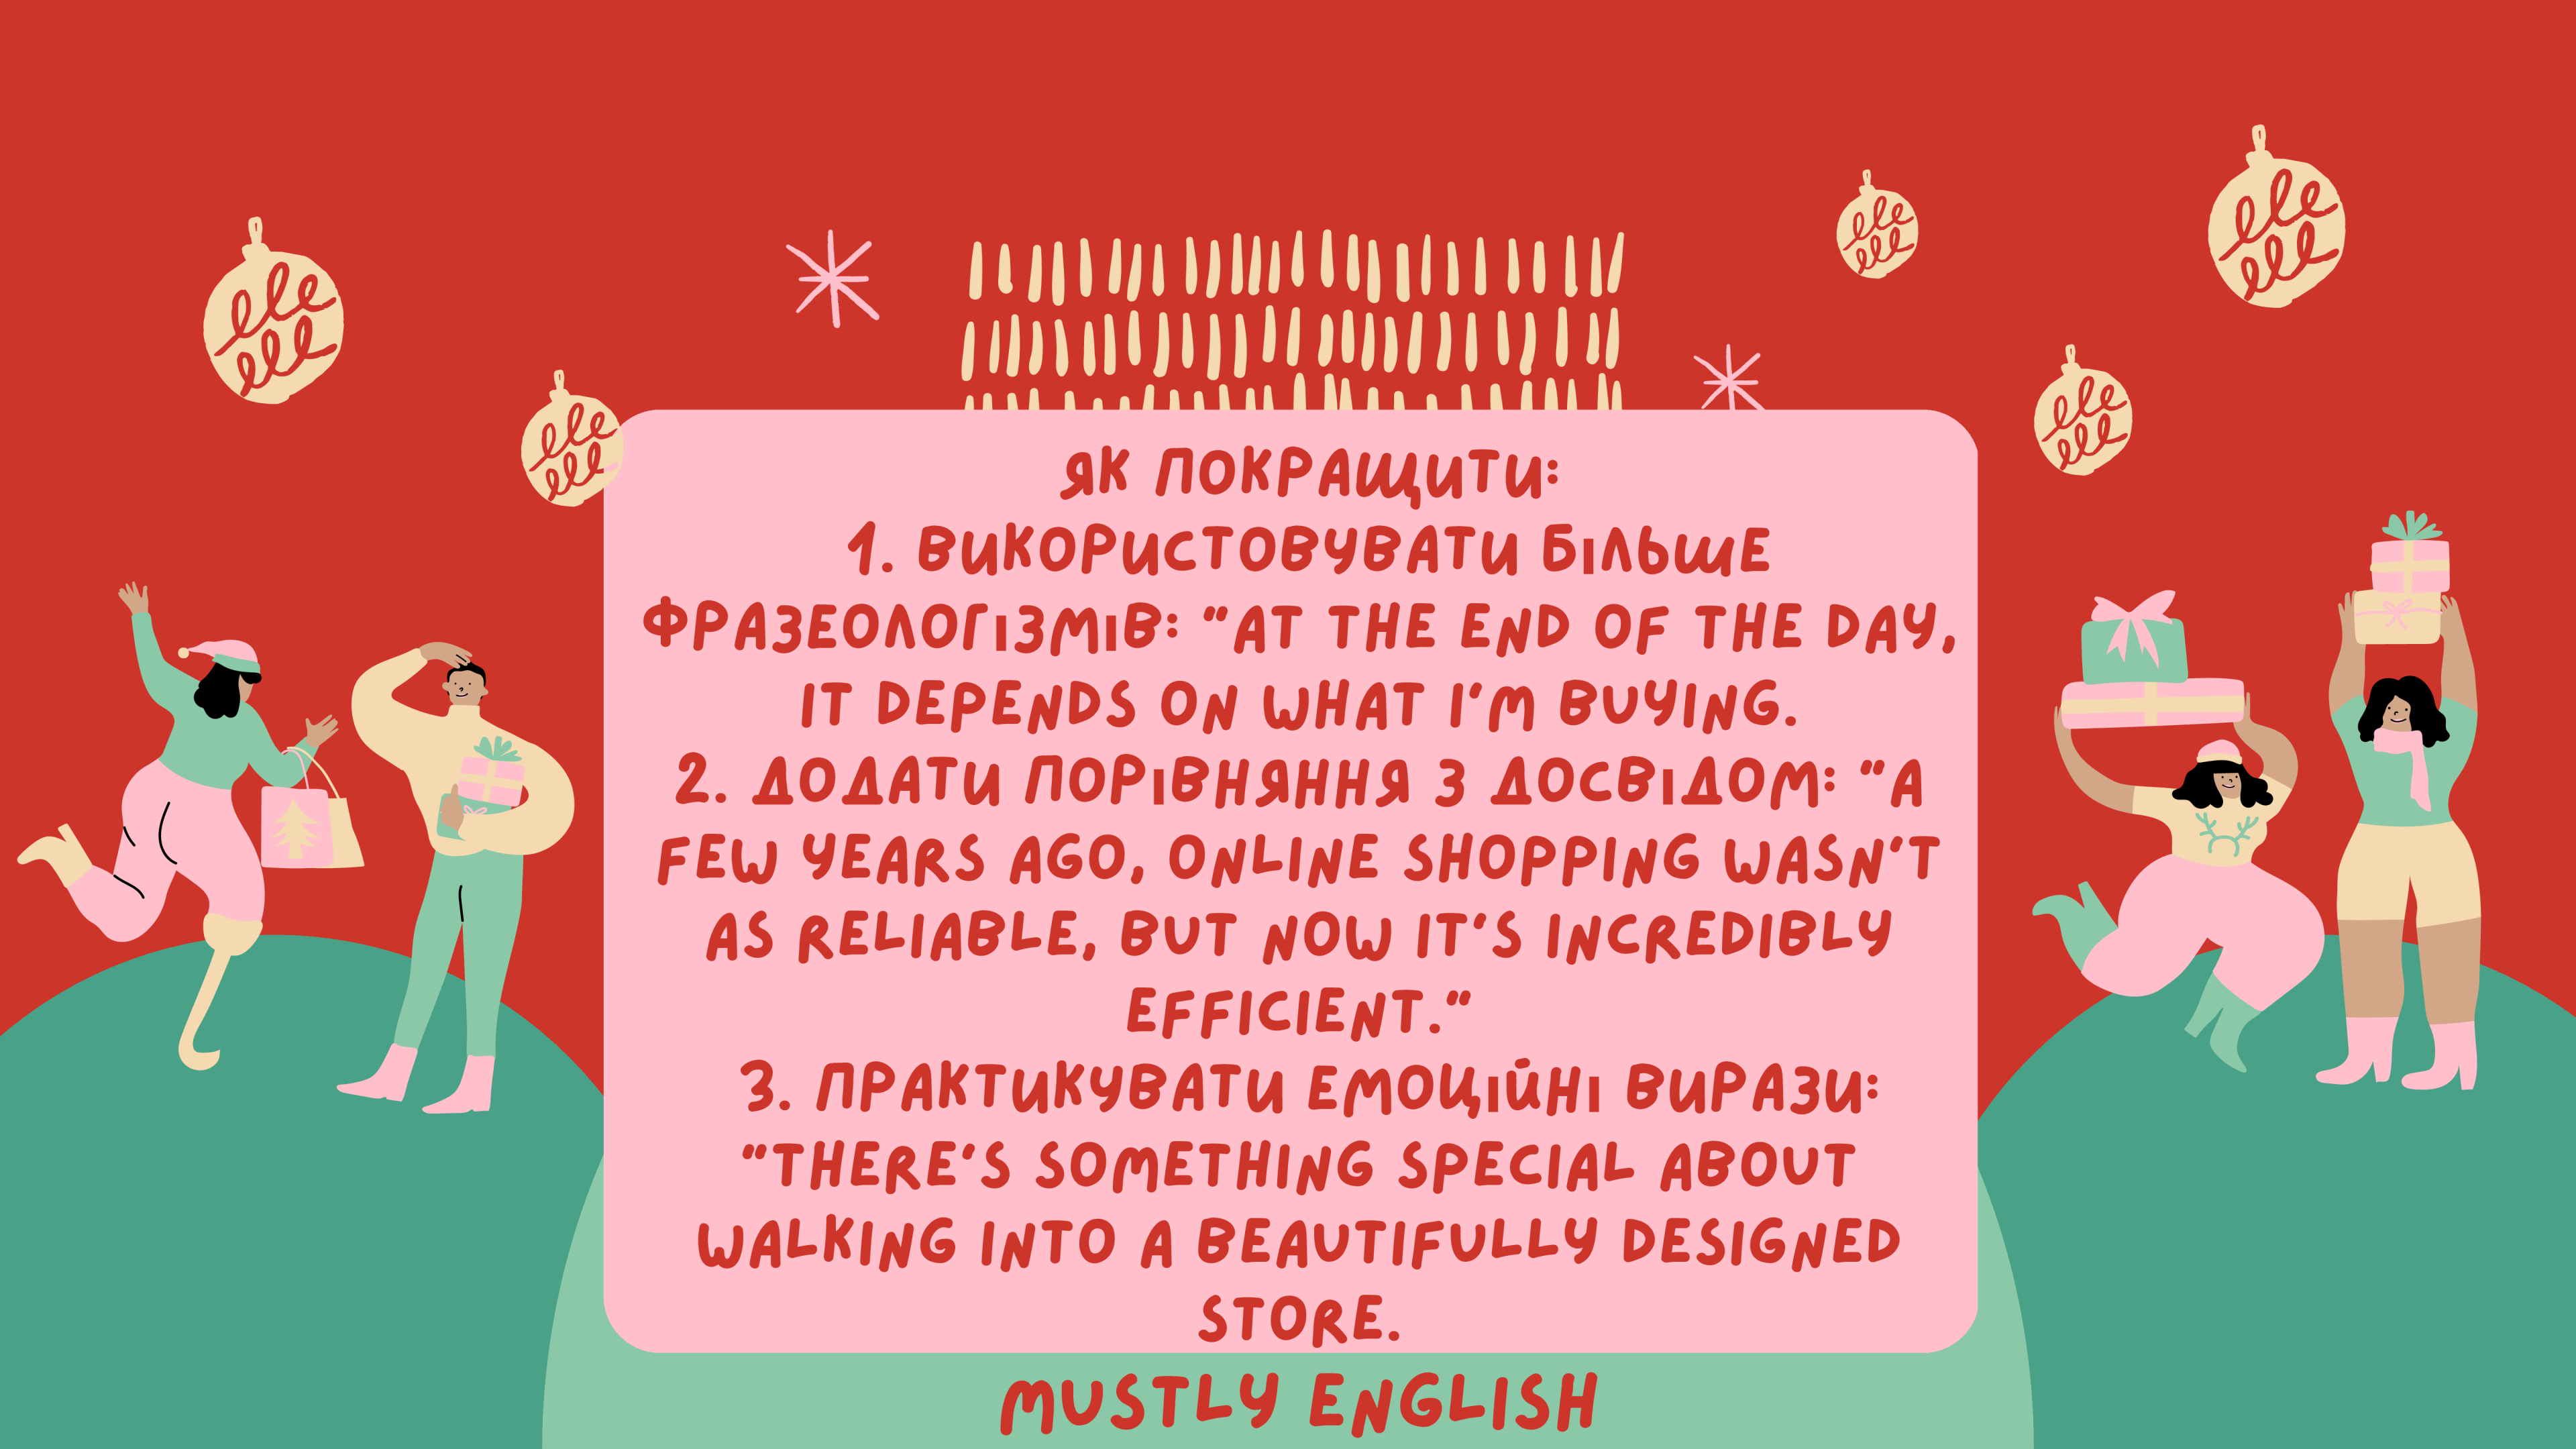 ЯК ПОКРАЩИТИ:
1. ВИКОРИСТОВУВАТИ БІЛЬШЕ
ФРАЗЕОЛОГІЗМІВ: "AT THE END OF THE DAY,
IT DEPENDS ON WHAT I'M BUYING.
2. ДОДАТИ ПОРІВНЯННЯ З ДОСВІДОМ: "A
FEW YEARS AGO, ONLINE SHOPPING WASN'T
AS RELIABLE, BUT NOW IT'S INCREDIBLY
EFFICIENT."
3. ПРАКТИКУВАТИ ЕМОЦІЙНІ ВИРАЗИ:
"THERE'S SOMETHING SPECIAL ABOUT
WALKING INTO A BEAUTIFULLY DESIGNED
STORE.
MUSTLY ENGLISH